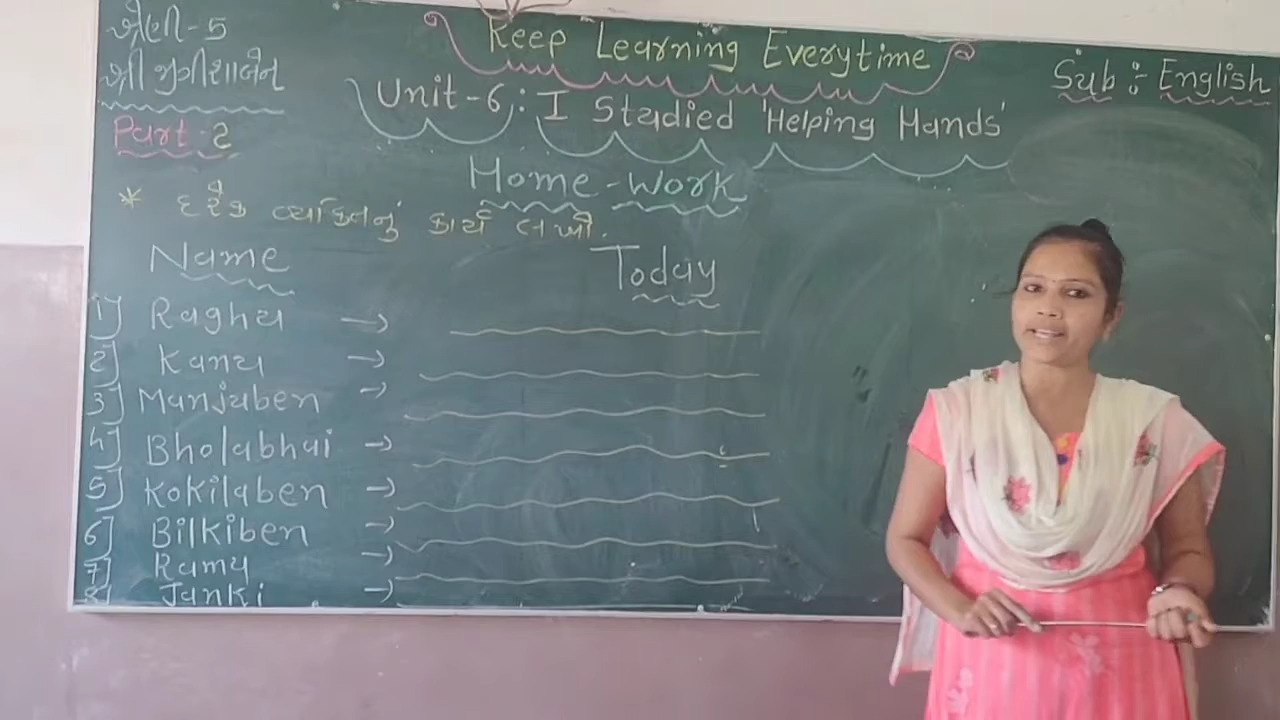 Keep Learning Everytime
ધોરણ-5
Sub : English
Unit-6 : I Studied 'Helping Hands'
Part-2
Home-Work
* દરેક વ્યક્તિનું કાર્ય લખો.
Name Today
1] Raghu →
2] Kanu →
3] Manjuben →
4] Bholabhai →
5] Kokilaben →
6] Bilkiben →
7] Ramu →
8] Janki →